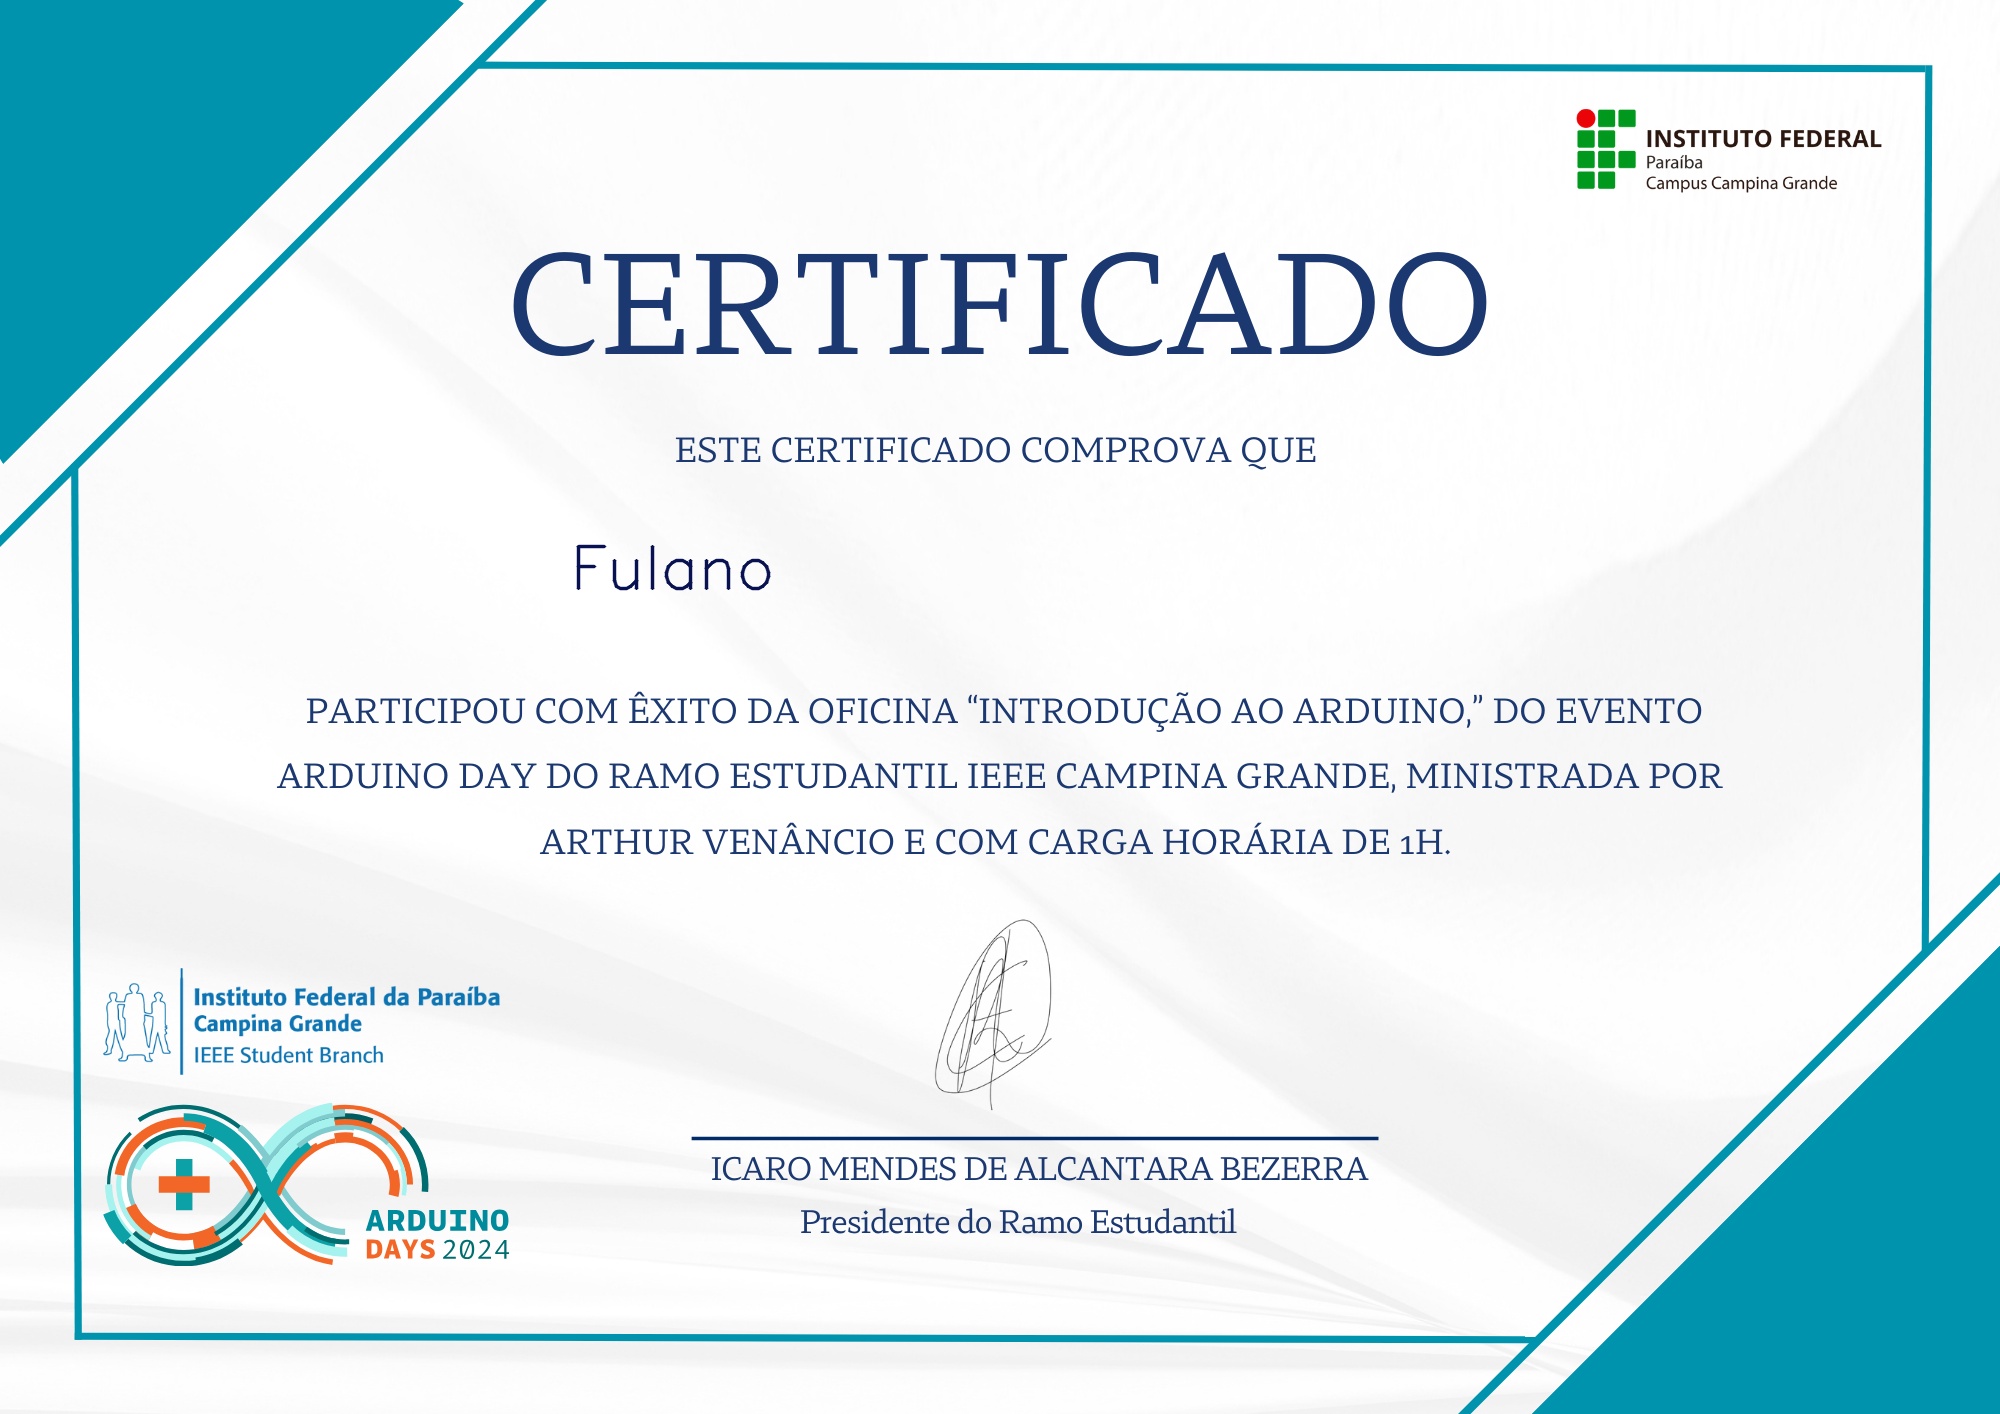 INSTITUTO FEDERAL
Paraíba
Campus Campina Grande
CERTIFICADO
ESTE CERTIFICADO COMPROVA QUE
Fulano
PARTICIPOU COM ÊXITO DA OFICINA “INTRODUÇÃO AO ARDUINO,” DO EVENTO
ARDUINO DAY DO RAMO ESTUDANTIL IEEE CAMPINA GRANDE, MINISTRADA POR
ARTHUR VENÂNCIO E COM CARGA HORÁRIA DE 1H.
Instituto Federal da Paraíba
Campina Grande
IEEE Student Branch
ARDUINO
DAYS 2024
ICARO MENDES DE ALCANTARA BEZERRA
Presidente do Ramo Estudantil